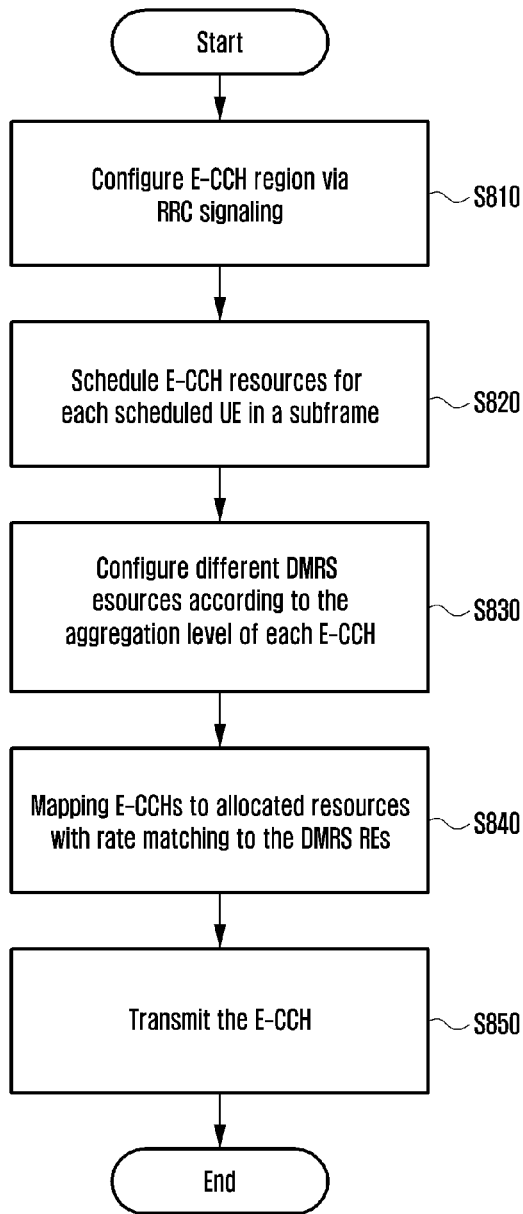 Start
Configure E-CCH region via
RRC signaling
S810
Schedule E-CCH resources for
each scheduled UE in a subframe
S820
Configure different DMRS
esources according to the
aggregation level of each E-CCH
S830
Mapping E-CCHs to allocated resources
with rate matching to the DMRS REs
S840
Transmit the E-CCH
S850
End